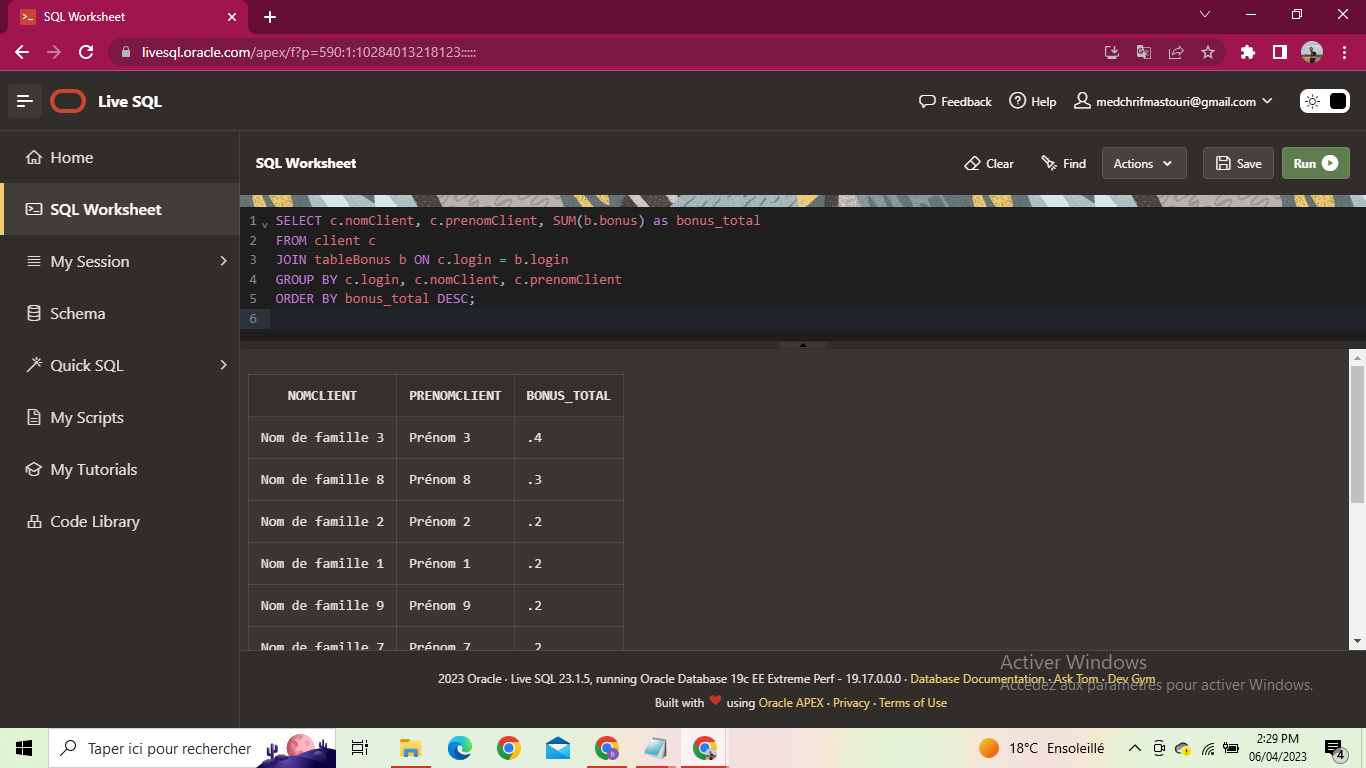 SQL Worksheet
livesql.oracle.com/apex/f?p=590:1:10284013218123:::::
Live SQL
Feedback
Help
medchrifmastouri@gmail.com
Home
SQL Worksheet
My Session
Schema
Quick SQL
My Scripts
My Tutorials
Code Library
SQL Worksheet
Clear
Find
Actions
Save
Run
1 SELECT c.nomClient, c.prenomClient, SUM(b.bonus) as bonus_total
2 FROM client c
3 JOIN tableBonus b ON c.login = b.login
4 GROUP BY c.login, c.nomClient, c.prenomClient
5 ORDER BY bonus_total DESC;
6
NOMCLIENT PRENOMCLIENT BONUS_TOTAL
Nom de famille 3 Prénom 3 .4
Nom de famille 8 Prénom 8 .3
Nom de famille 2 Prénom 2 .2
Nom de famille 1 Prénom 1 .2
Nom de famille 9 Prénom 9 .2
Nom de famille 7 Prénom 7 .2
2023 Oracle · Live SQL 23.1.5, running Oracle Database 19c EE Extreme Perf - 19.17.0.0.0 · Database Documentation · Ask Tom · Dev Gym
Built with ❤ using Oracle APEX · Privacy · Terms of Use
Activer Windows
Accédez aux paramètres pour activer Windows.
Taper ici pour rechercher
18°C Ensoleillé
2:29 PM
06/04/2023
4